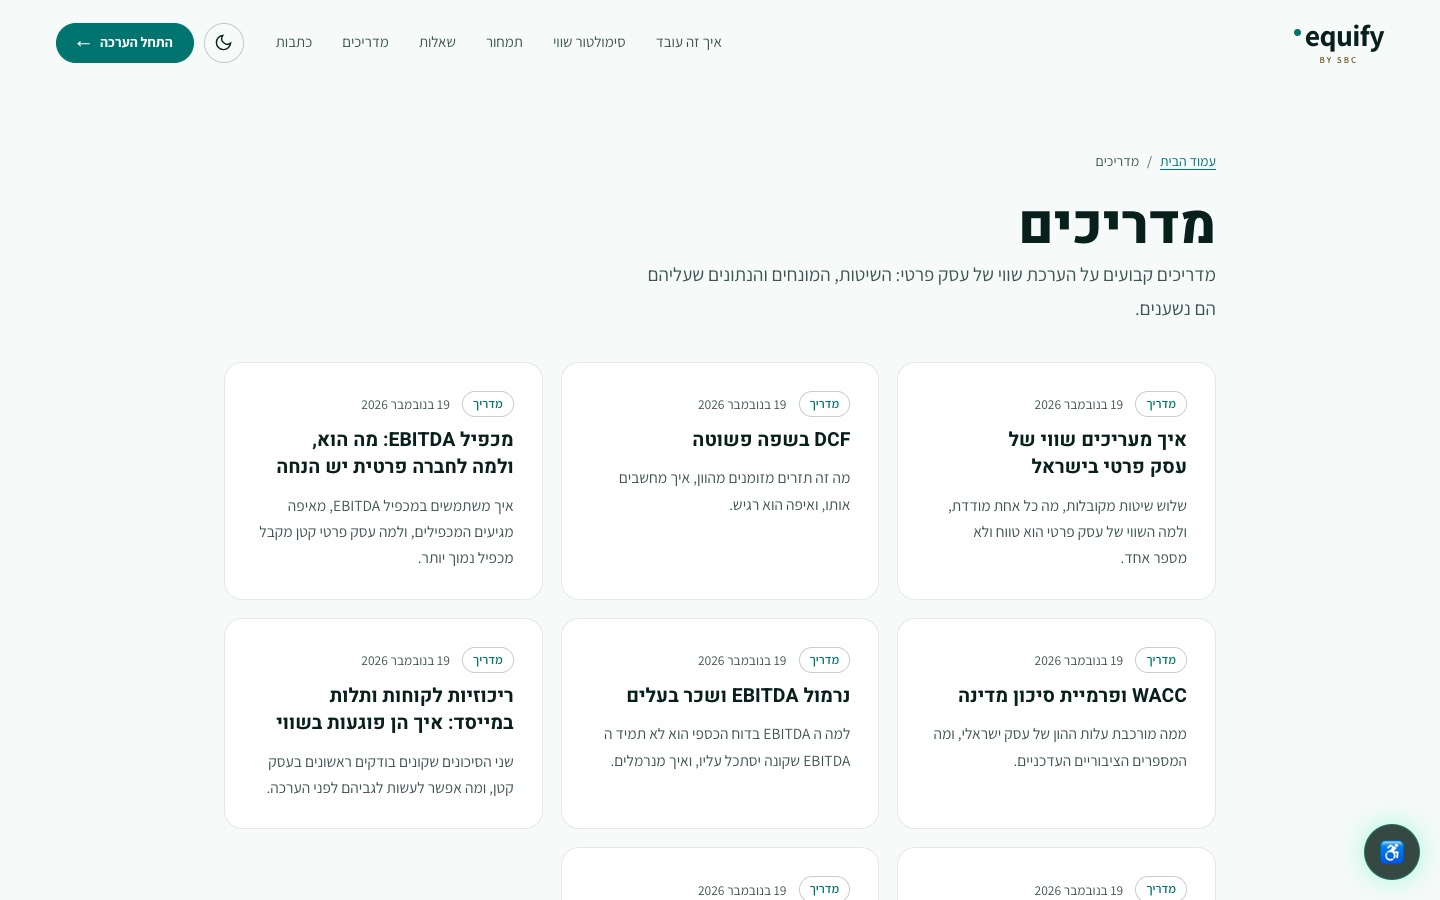 equify
BY SBC
איך זה עובד
סימולטור שווי
תמחור
שאלות
מדריכים
כתבות
התחל הערכה ←
עמוד הבית / מדריכים
מדריכים
מדריכים קבועים על הערכת שווי של עסק פרטי: השיטות, המונחים והנתונים שעליהם
הם נשענים.
מדריך 19 בנובמבר 2026
איך מעריכים שווי של
עסק פרטי בישראל
שלוש שיטות מקובלות, מה כל אחת מודדת,
ולמה השווי של עסק פרטי הוא טווח ולא
מספר אחד.
מדריך 19 בנובמבר 2026
DCF בשפה פשוטה
מה זה תזרים מזומנים מהוון, איך מחשבים
אותו, ואיפה הוא רגיש.
מדריך 19 בנובמבר 2026
מכפיל EBITDA: מה הוא,
ולמה לחברה פרטית יש הנחה
איך משתמשים במכפיל EBITDA, מאיפה
מגיעים המכפילים, ולמה עסק פרטי קטן מקבל
מכפיל נמוך יותר.
מדריך 19 בנובמבר 2026
WACC ופרמיית סיכון מדינה
ממה מורכבת עלות ההון של עסק ישראלי, ומה
המספרים הציבוריים העדכניים.
מדריך 19 בנובמבר 2026
נרמול EBITDA ושכר בעלים
למה ה EBITDA בדוח הכספי הוא לא תמיד ה
EBITDA שקונה יסתכל עליו, ואיך מנרמלים.
מדריך 19 בנובמבר 2026
ריכוזיות לקוחות ותלות
במייסד: איך הן פוגעות בשווי
שני הסיכונים שקונים בודקים ראשונים בעסק
קטן, ומה אפשר לעשות לגביהם לפני הערכה.
מדריך 19 בנובמבר 2026
מדריך 19 בנובמבר 2026